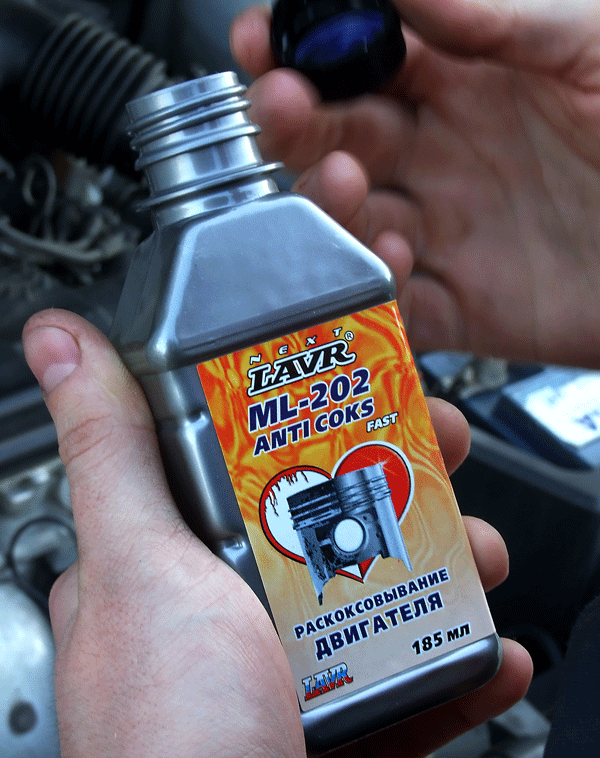 NEXT
LAVR®
ML-202
ANTI COKS
FAST
РАСКОКСОВЫВАНИЕ
ДВИГАТЕЛЯ
185 мл
LAVR